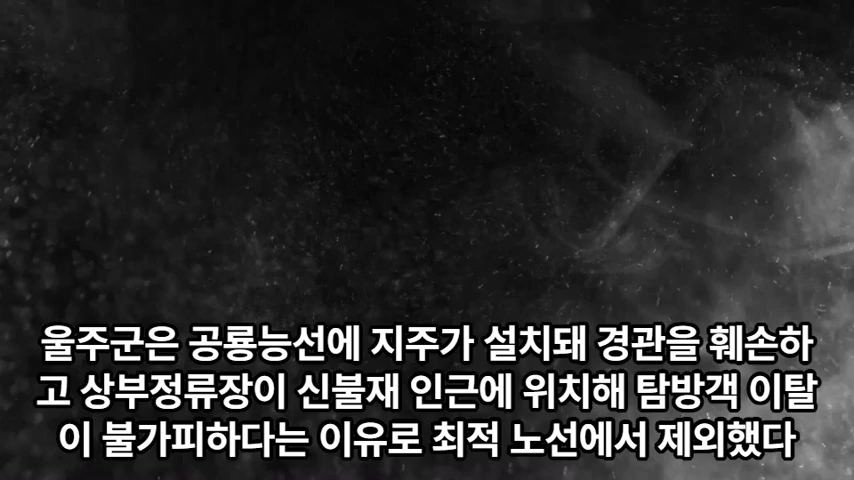 울주군은 공룡능선에 지주가 설치돼 경관을 훼손하
고 상부정류장이 신불재 인근에 위치해 탐방객 이탈
이 불가피하다는 이유로 최적 노선에서 제외했다